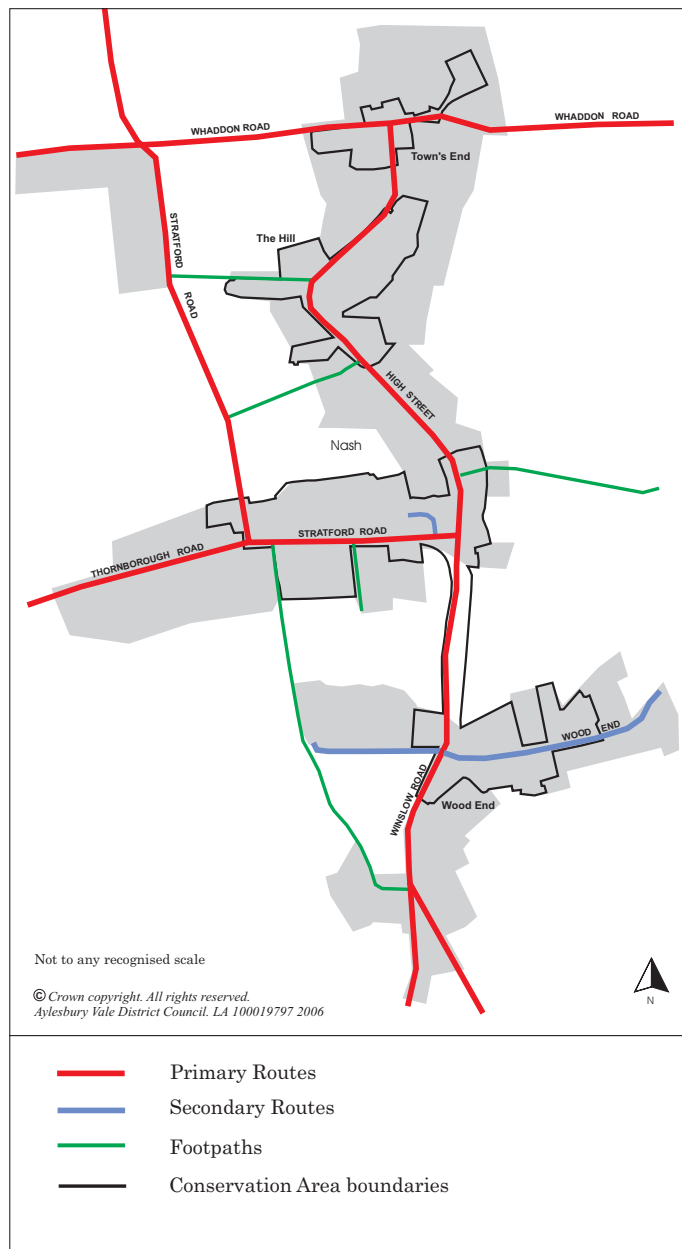 WHADDON ROAD
WHADDON ROAD
Town's End
STRATFORD ROAD
The Hill
HIGH STREET
Nash
STRATFORD ROAD
THORNBOROUGH ROAD
WOOD END
WINSLOW ROAD
Wood End
Not to any recognised scale
© Crown copyright. All rights reserved.
Aylesbury Vale District Council. LA 100019797 2006
N
Primary Routes
Secondary Routes
Footpaths
Conservation Area boundaries